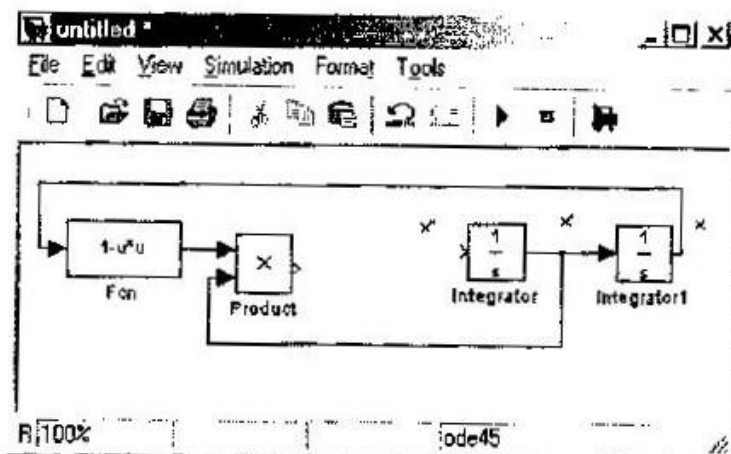 untitled *
File Edit View Simulation Format Tools
x'' x' x
1-u*u × 1/s 1/s
Fcn Product Integrator Integrator1
R 100% ode45